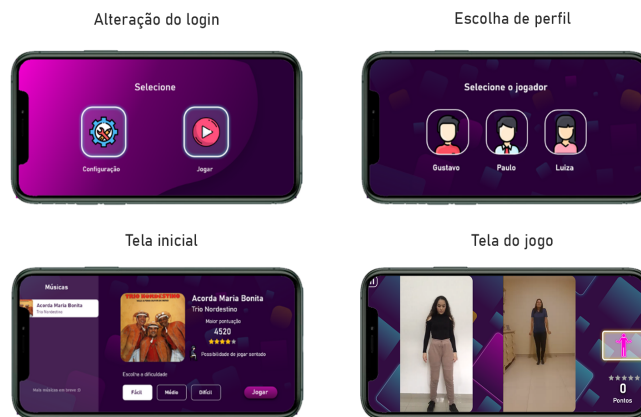 Alteração do login
Escolha de perfil
Selecione
Configuração
Jogar
Selecione o jogador
Gustavo
Paulo
Luiza
Tela inicial
Tela do jogo
Músicas
Acorda Maria Bonita
Trio Nordestino
Mais músicas em breve
TRIO NORDESTINO
Acorda Maria Bonita
Trio Nordestino
Maior pontuação
4520
Possibilidade de jogar sentado
Escolha a dificuldade
Fácil
Médio
Difícil
Jogar
0
Pontos